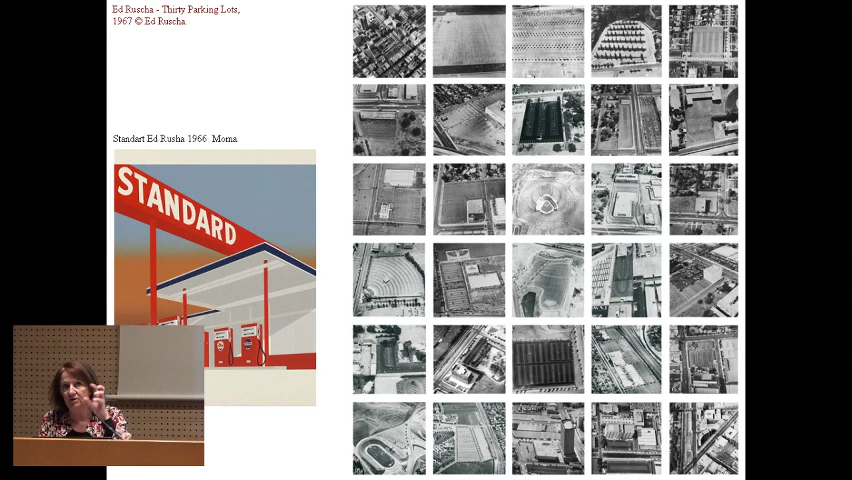 Ed Ruscha - Thirty Parking Lots,
1967 © Ed Ruscha.
Standart Ed Rusha 1966 Moma.
STANDARD